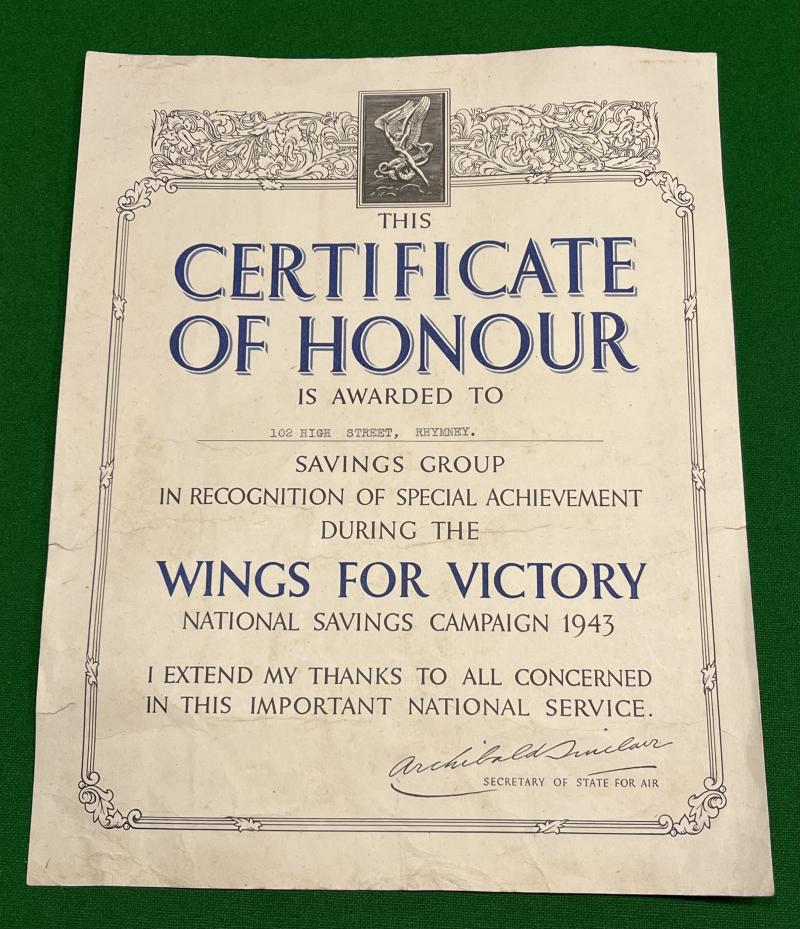 THIS
CERTIFICATE
OF HONOUR
IS AWARDED TO
102 HIGH STREET, RHYMNEY.
SAVINGS GROUP
IN RECOGNITION OF SPECIAL ACHIEVEMENT
DURING THE
WINGS FOR VICTORY
NATIONAL SAVINGS CAMPAIGN 1943
I EXTEND MY THANKS TO ALL CONCERNED
IN THIS IMPORTANT NATIONAL SERVICE.
Archibald Sinclair
SECRETARY OF STATE FOR AIR